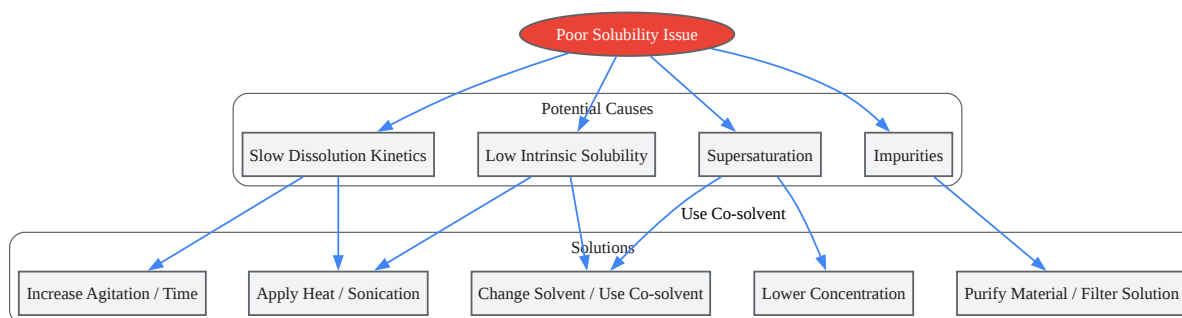 Poor Solubility Issue
Potential Causes
Slow Dissolution Kinetics
Low Intrinsic Solubility
Supersaturation
Impurities
Use Co-solvent
Solutions
Increase Agitation / Time
Apply Heat / Sonication
Change Solvent / Use Co-solvent
Lower Concentration
Purify Material / Filter Solution